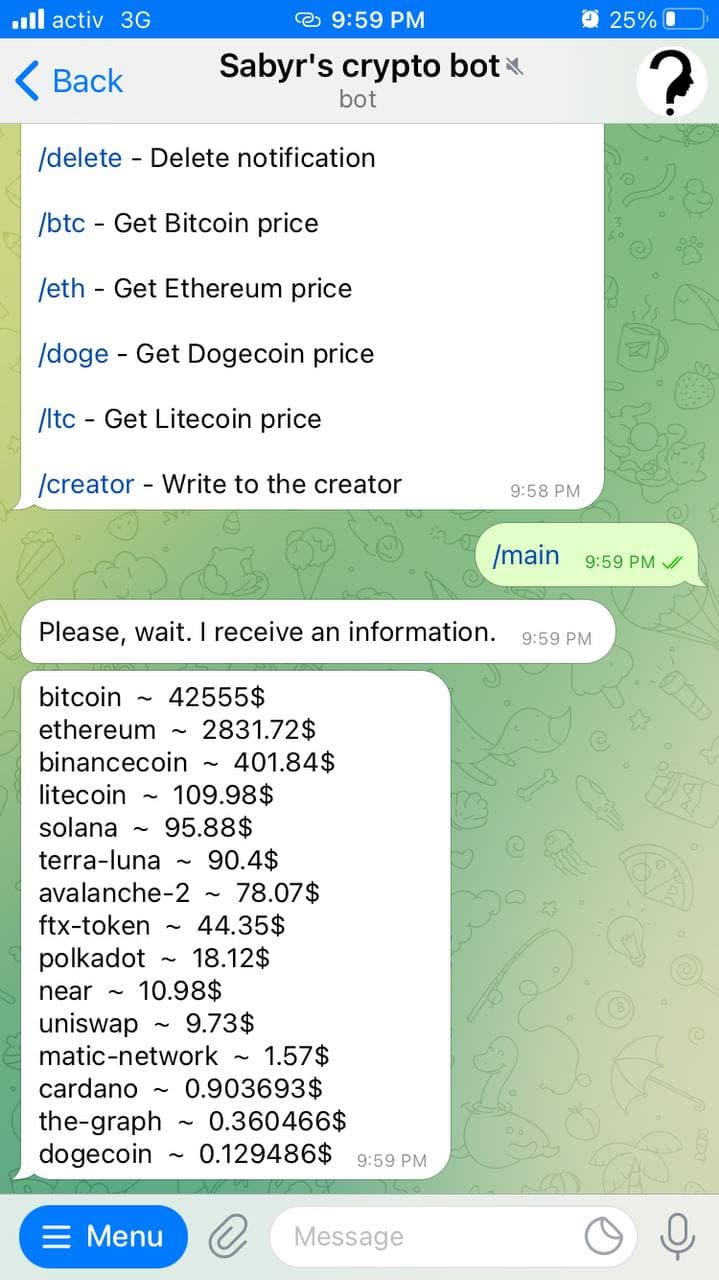 activ 3G 9:59 PM 25%
Back Sabyr's crypto bot
bot
/delete - Delete notification
/btc - Get Bitcoin price
/eth - Get Ethereum price
/doge - Get Dogecoin price
/ltc - Get Litecoin price
/creator - Write to the creator 9:58 PM
/main 9:59 PM
Please, wait. I receive an information. 9:59 PM
bitcoin ~ 42555$
ethereum ~ 2831.72$
binancecoin ~ 401.84$
litecoin ~ 109.98$
solana ~ 95.88$
terra-luna ~ 90.4$
avalanche-2 ~ 78.07$
ftx-token ~ 44.35$
polkadot ~ 18.12$
near ~ 10.98$
uniswap ~ 9.73$
matic-network ~ 1.57$
cardano ~ 0.903693$
the-graph ~ 0.360466$
dogecoin ~ 0.129486$ 9:59 PM
Menu Message